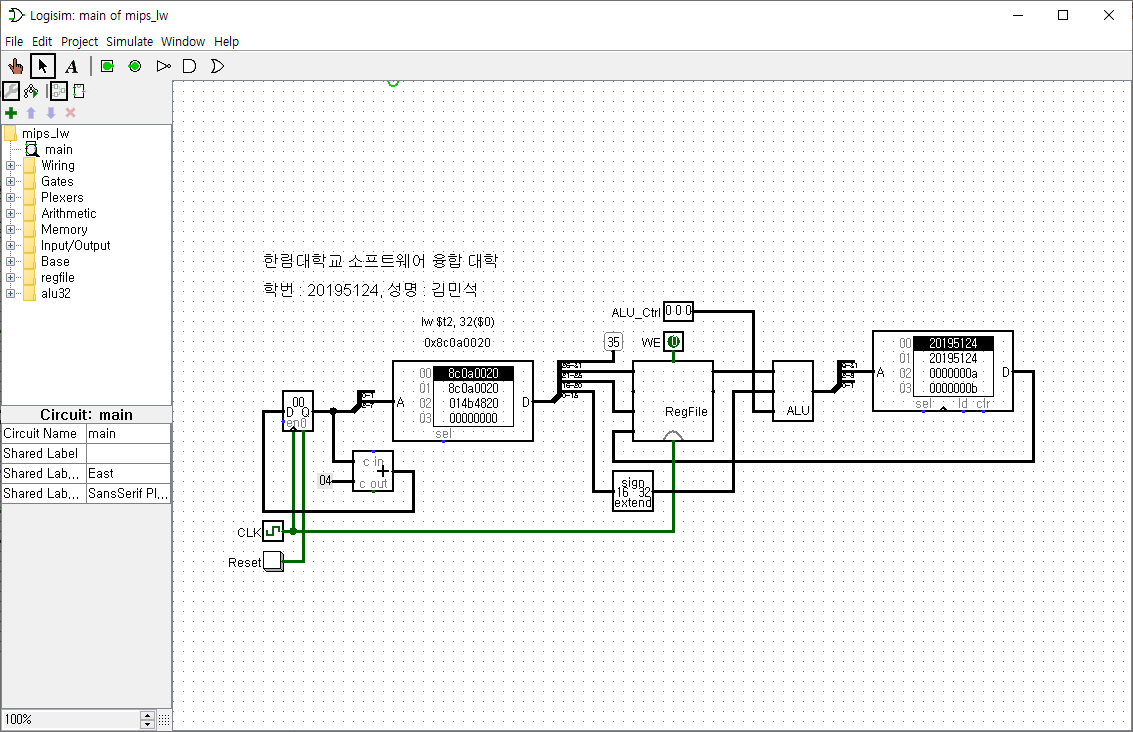 Logisim: main of mips_lw
File Edit Project Simulate Window Help
A
mips_lw
main
Wiring
Gates
Plexers
Arithmetic
Memory
Input/Output
Base
regfile
alu32
Circuit: main
Circuit Name main
Shared Label
Shared Lab,,, East
Shared Lab,,, SansSerif Pl,,,
100%
한림대학교 소프트웨어 융합 대학
학번 : 20195124, 성명 : 김민석
lw $t2, 32($0)
0x8c0a0020
ALU_Ctrl 0 0 0
WE 0
35
00 8c0a0020
01 8c0a0020
02 014b4820
03 00000000
A D
sel
00
D Q
en0
c in
+
c out
04
CLK
Reset
RegFile
sign
16 32
extend
ALU
00 20195124
01 20195124
02 0000000a
03 0000000b
A D
sel ld clr